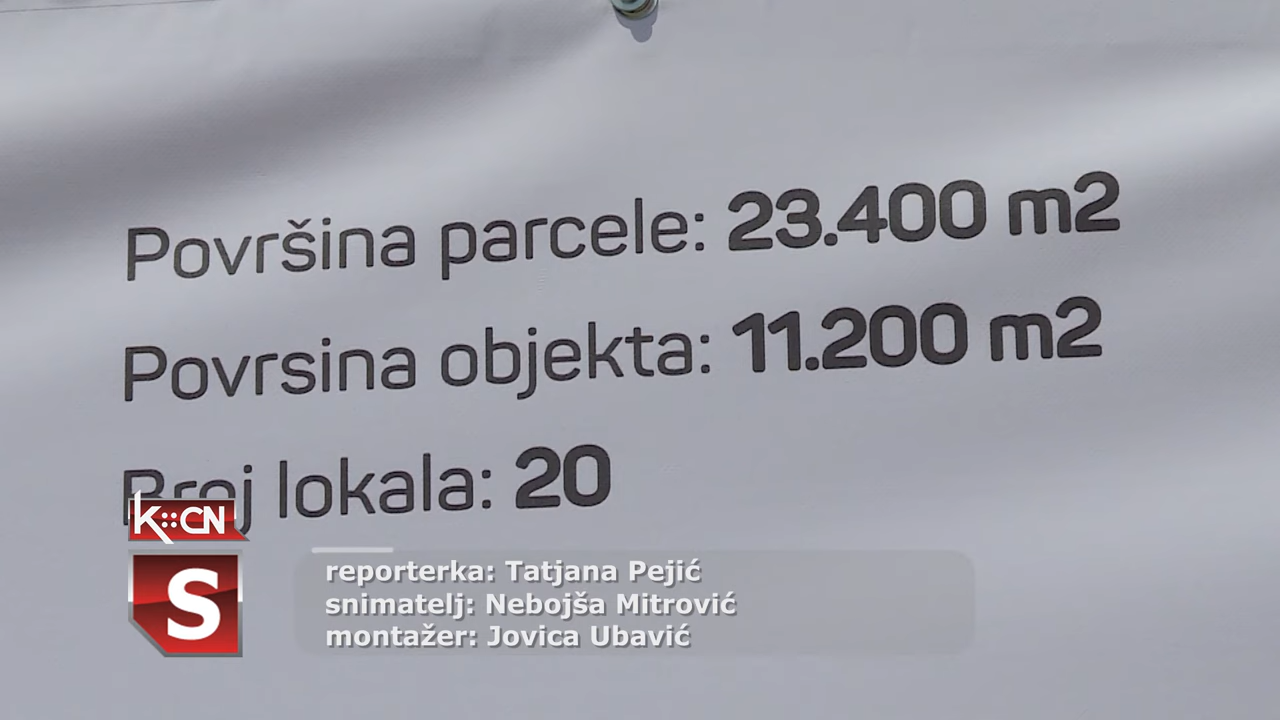 Površina parcele: 23.400 m2
Povrsina objekta: 11.200 m2
Broj lokala: 20
K::CN
S
reporterka: Tatjana Pejić
snimatelj: Nebojša Mitrović
montažer: Jovica Ubavić